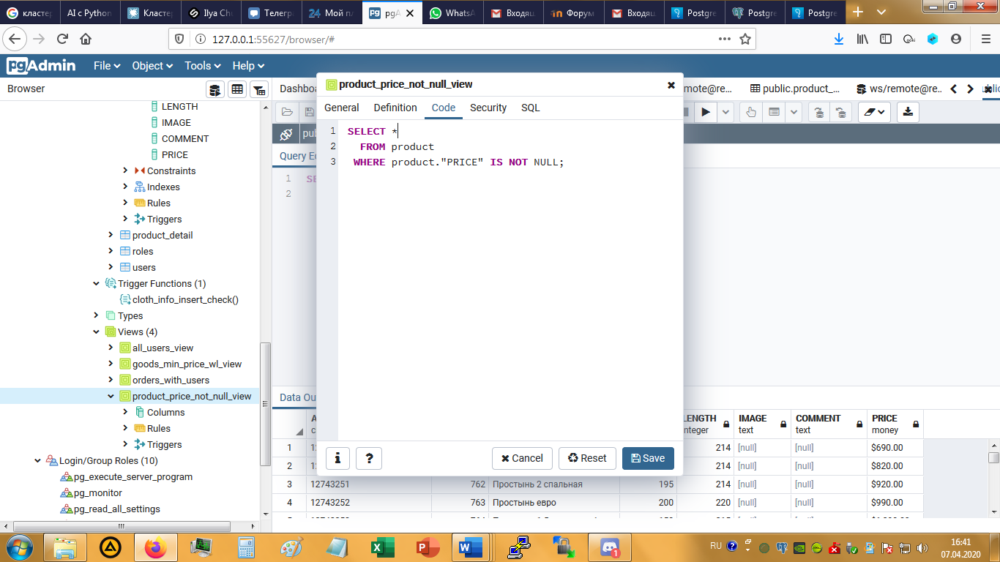 кластер
AI с Python
Кластер
Ilya Chu
Телегр
24 Мой пл
pgA
WhatsA
Входящ
Форум
Входящ
Postgre
Postgre
Postgre
127.0.0.1:55627/browser/#
pgAdmin File Object Tools Help
Browser
Dashbo
mote@re...
public.product_...
ws/remote@re..
LENGTH
IMAGE
COMMENT
PRICE
Constraints
Indexes
Rules
Triggers
product_detail
roles
users
Trigger Functions (1)
cloth_info_insert_check()
Types
Views (4)
all_users_view
goods_min_price_wl_view
orders_with_users
product_price_not_null_view
Columns
Rules
Triggers
Login/Group Roles (10)
pg_execute_server_program
pg_monitor
pg_read_all_settings
product_price_not_null_view
General Definition Code Security SQL
1 SELECT *
2 FROM product
3 WHERE product."PRICE" IS NOT NULL;
i ? Cancel Reset Save
pu
Query Ed
1 SE
2
Data Ou
LENGTH IMAGE COMMENT PRICE
nteger text text money
1 214 [null] [null] $690.00
2 214 [null] [null] $820.00
3 12743251 762 Простынь 2 спальная 195 214 [null] [null] $920.00
4 12743252 763 Простынь евро 200 220 [null] [null] $990.00
RU
1
16:41
07.04.2020